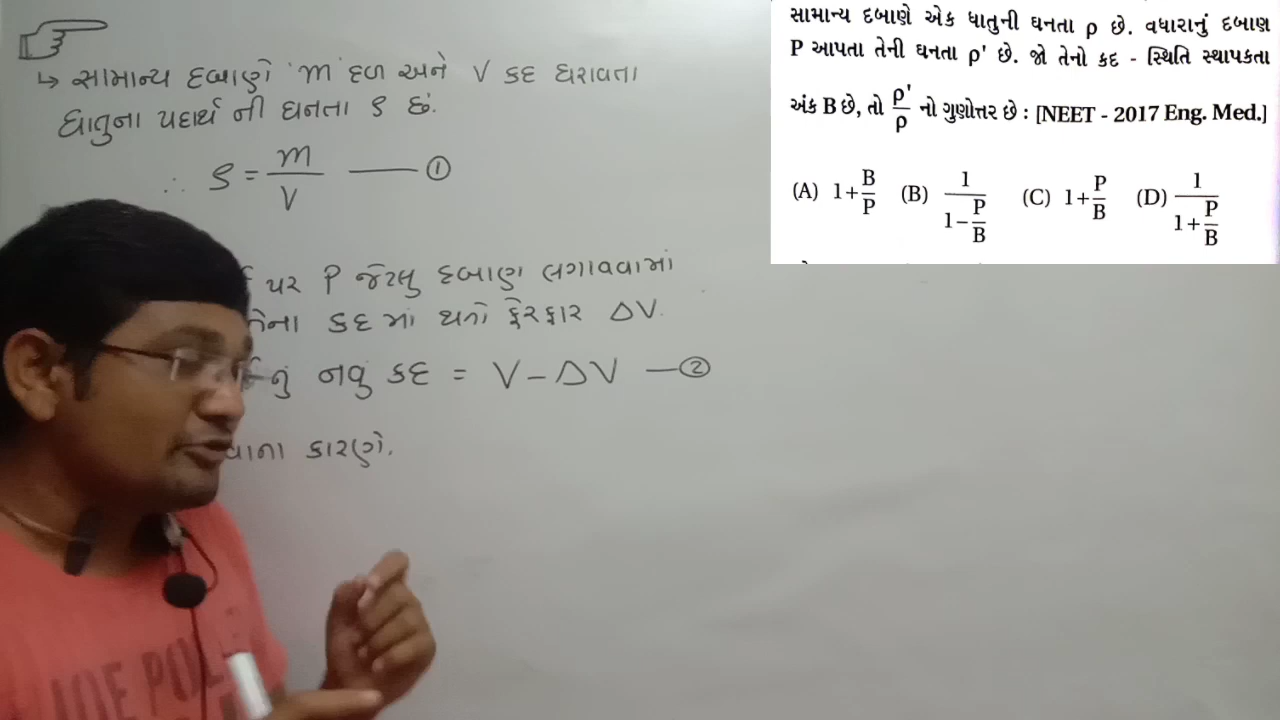 સામાન્ય દબાણે એક ધાતુની ઘનતા ρ છે. વધારાનું દબાણ
P આપતા તેની ઘનતા ρ' છે. જો તેનો કદ - સ્થિતિ સ્થાપકતા
અંક B છે, તો ρ'/ρ નો ગુણોત્તર છે : [NEET - 2017 Eng. Med.]
(A) 1+B/P (B) 1/(1−P/B) (C) 1+P/B (D) 1/(1+P/B)
↳ સામાન્ય દબાણે 'm' દળ અને V કદ ધરાવતા
ધાતુના પદાર્થ ની ઘનતા ρ છે.
∴ ρ = m/V —— ①
પર P જેટલુ દબાણ લગાવવામાં
તેના કદ માં થતો ફેરફાર ΔV.
નું નવુ કદ = V − ΔV — ②
વાના કારણે.
JOE POL